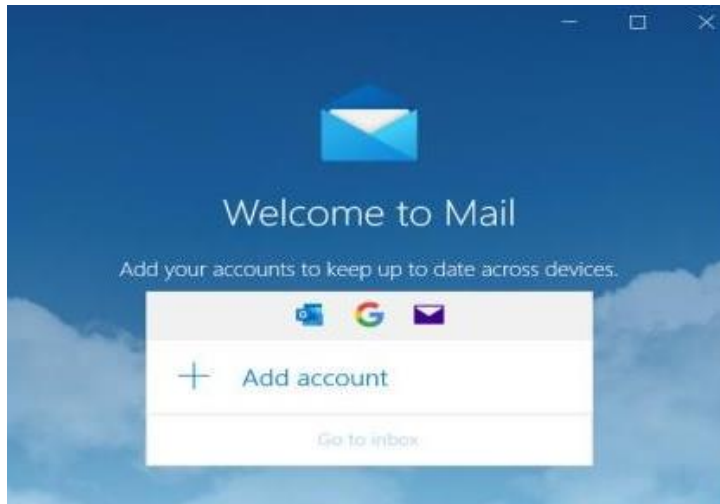 Welcome to Mail
Add your accounts to keep up to date across devices.
Add account
Go to inbox